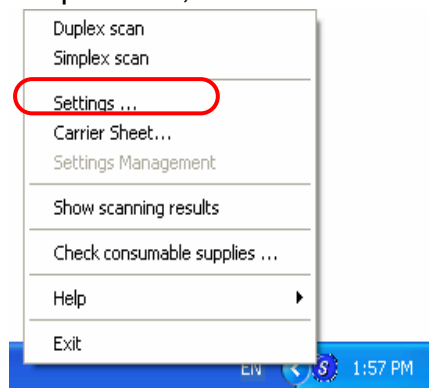 Duplex scan
Simplex scan
Settings ...
Carrier Sheet...
Settings Management
Show scanning results
Check consumable supplies ...
Help
Exit
EN S 1:57 PM